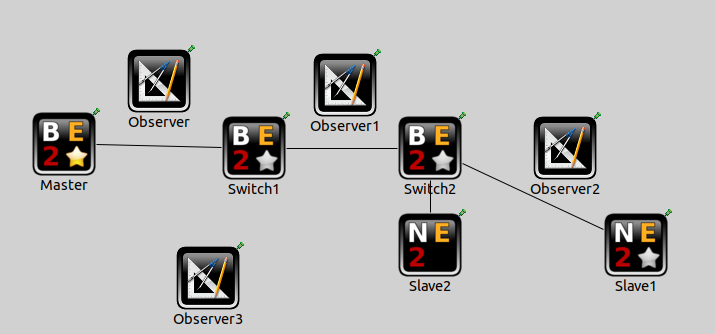 Observer
Observer1
B E
2
Master
B E
2
Switch1
B E
2
Switch2
Observer2
N E
2
Slave2
N E
2
Slave1
Observer3